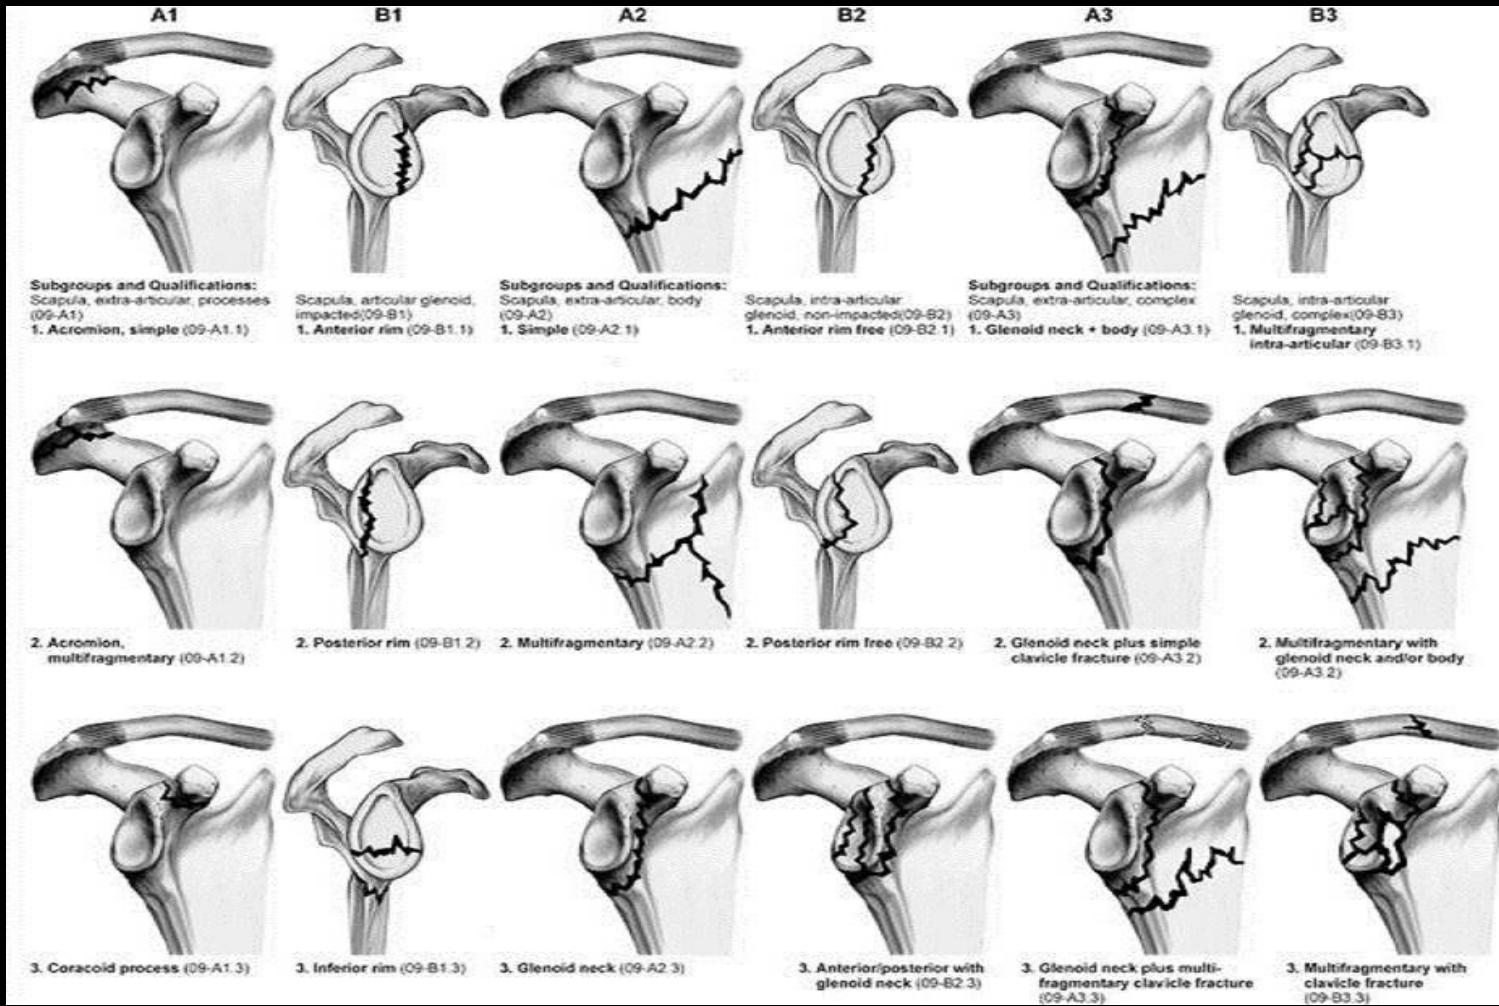 A1
B1
A2
B2
A3
B3
Subgroups and Qualifications:
Scapula, extra-articular, processes
(09-A1)
1. Acromion, simple (09-A1.1)
Scapula, articular glenoid,
impacted(09-B1)
1. Anterior rim (09-B1.1)
Subgroups and Qualifications:
Scapula, extra-articular, body
(09-A2)
1. Simple (09-A2.1)
Scapula, intra-articular
glenoid, non-impacted(09-B2)
1. Anterior rim free (09-B2.1)
Subgroups and Qualifications:
Scapula, extra-articular, complex
(09-A3)
1. Glenoid neck + body (09-A3.1)
Scapula, intra-articular
glenoid, complex(09-B3)
1. Multifragmentary
intra-articular (09-B3.1)
2. Acromion,
multifragmentary (09-A1.2)
2. Posterior rim (09-B1.2)
2. Multifragmentary (09-A2.2)
2. Posterior rim free (09-B2.2)
2. Glenoid neck plus simple
clavicle fracture (09-A3.2)
2. Multifragmentary with
glenoid neck and/or body
(09-A3.2)
3. Coracoid process (09-A1.3)
3. Inferior rim (09-B1.3)
3. Glenoid neck (09-A2.3)
3. Anterior/posterior with
glenoid neck (09-B2.3)
3. Glenoid neck plus multi-
fragmentary clavicle fracture
(09-A3.3)
3. Multifragmentary with
clavicle fracture
(09-B3.3)